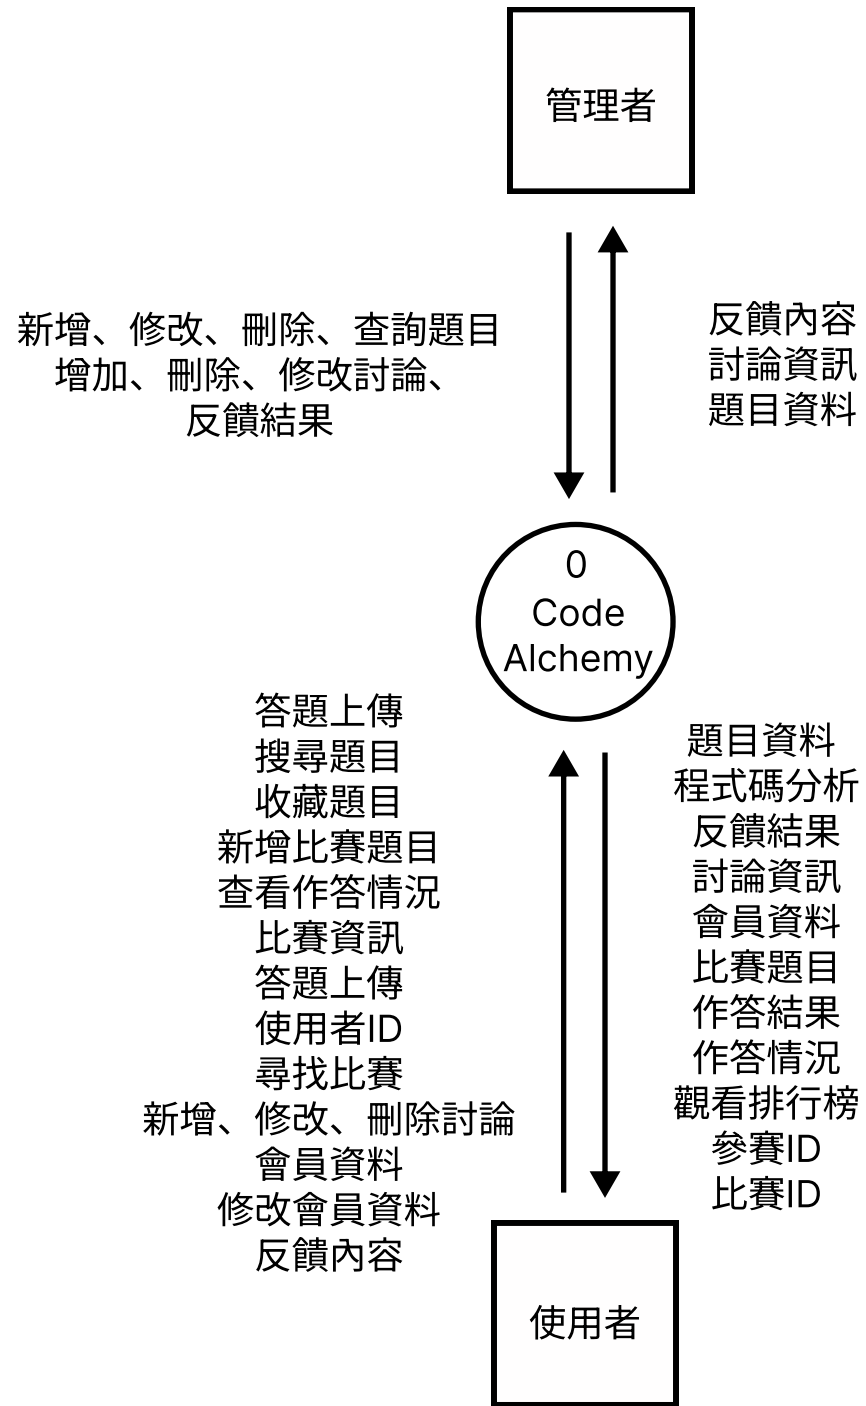 管理者
新增、修改、刪除、查詢題目
增加、刪除、修改討論、
反饋結果
反饋內容
討論資訊
題目資料
0
Code
Alchemy
答題上傳
搜尋題目
收藏題目
新增比賽題目
查看作答情況
比賽資訊
答題上傳
使用者ID
尋找比賽
新增、修改、刪除討論
會員資料
修改會員資料
反饋內容
題目資料
程式碼分析
反饋結果
討論資訊
會員資料
比賽題目
作答結果
作答情況
觀看排行榜
參賽ID
比賽ID
使用者